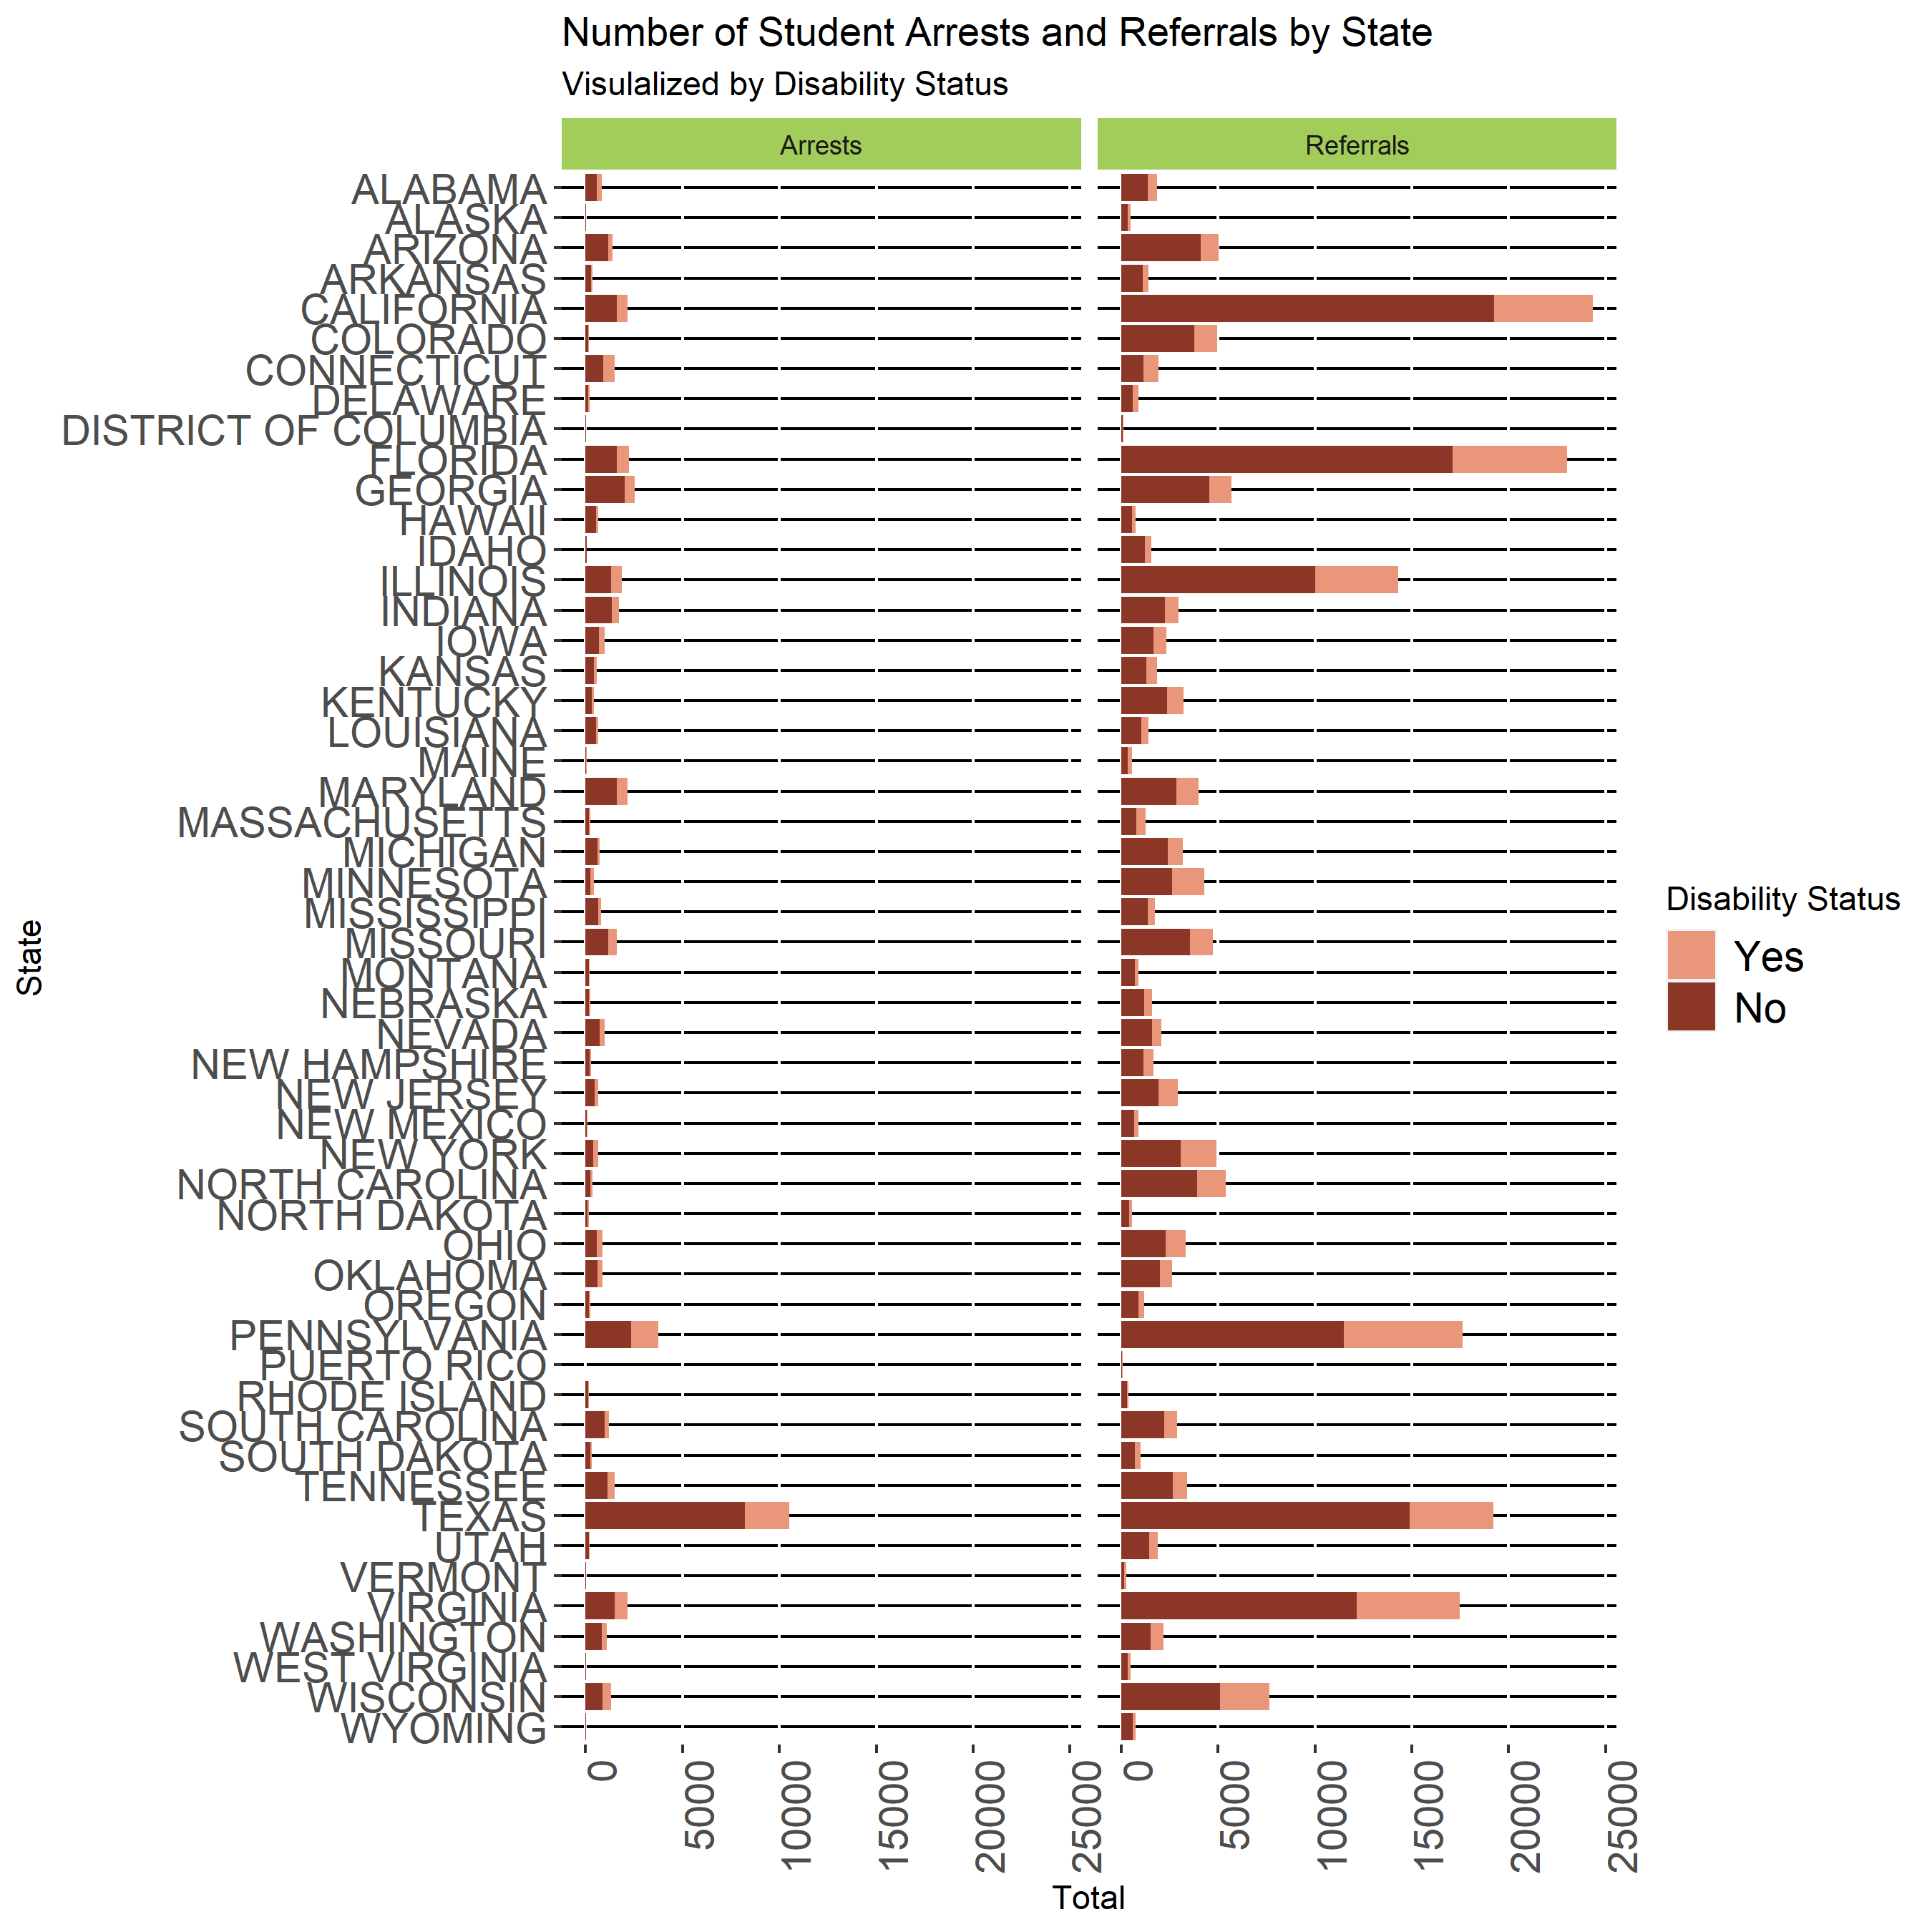 Number of Student Arrests and Referrals by State
Visulalized by Disability Status
Arrests Referrals
ALABAMA
ALASKA
ARIZONA
ARKANSAS
CALIFORNIA
COLORADO
CONNECTICUT
DELAWARE
DISTRICT OF COLUMBIA
FLORIDA
GEORGIA
HAWAII
IDAHO
ILLINOIS
INDIANA
IOWA
KANSAS
KENTUCKY
LOUISIANA
MAINE
MARYLAND
MASSACHUSETTS
MICHIGAN
MINNESOTA
MISSISSIPPI
MISSOURI
MONTANA
NEBRASKA
NEVADA
NEW HAMPSHIRE
NEW JERSEY
NEW MEXICO
NEW YORK
NORTH CAROLINA
NORTH DAKOTA
OHIO
OKLAHOMA
OREGON
PENNSYLVANIA
PUERTO RICO
RHODE ISLAND
SOUTH CAROLINA
SOUTH DAKOTA
TENNESSEE
TEXAS
UTAH
VERMONT
VIRGINIA
WASHINGTON
WEST VIRGINIA
WISCONSIN
WYOMING
State
0 5000 10000 15000 20000 25000 0 5000 10000 15000 20000 25000
Total
Disability Status
Yes
No